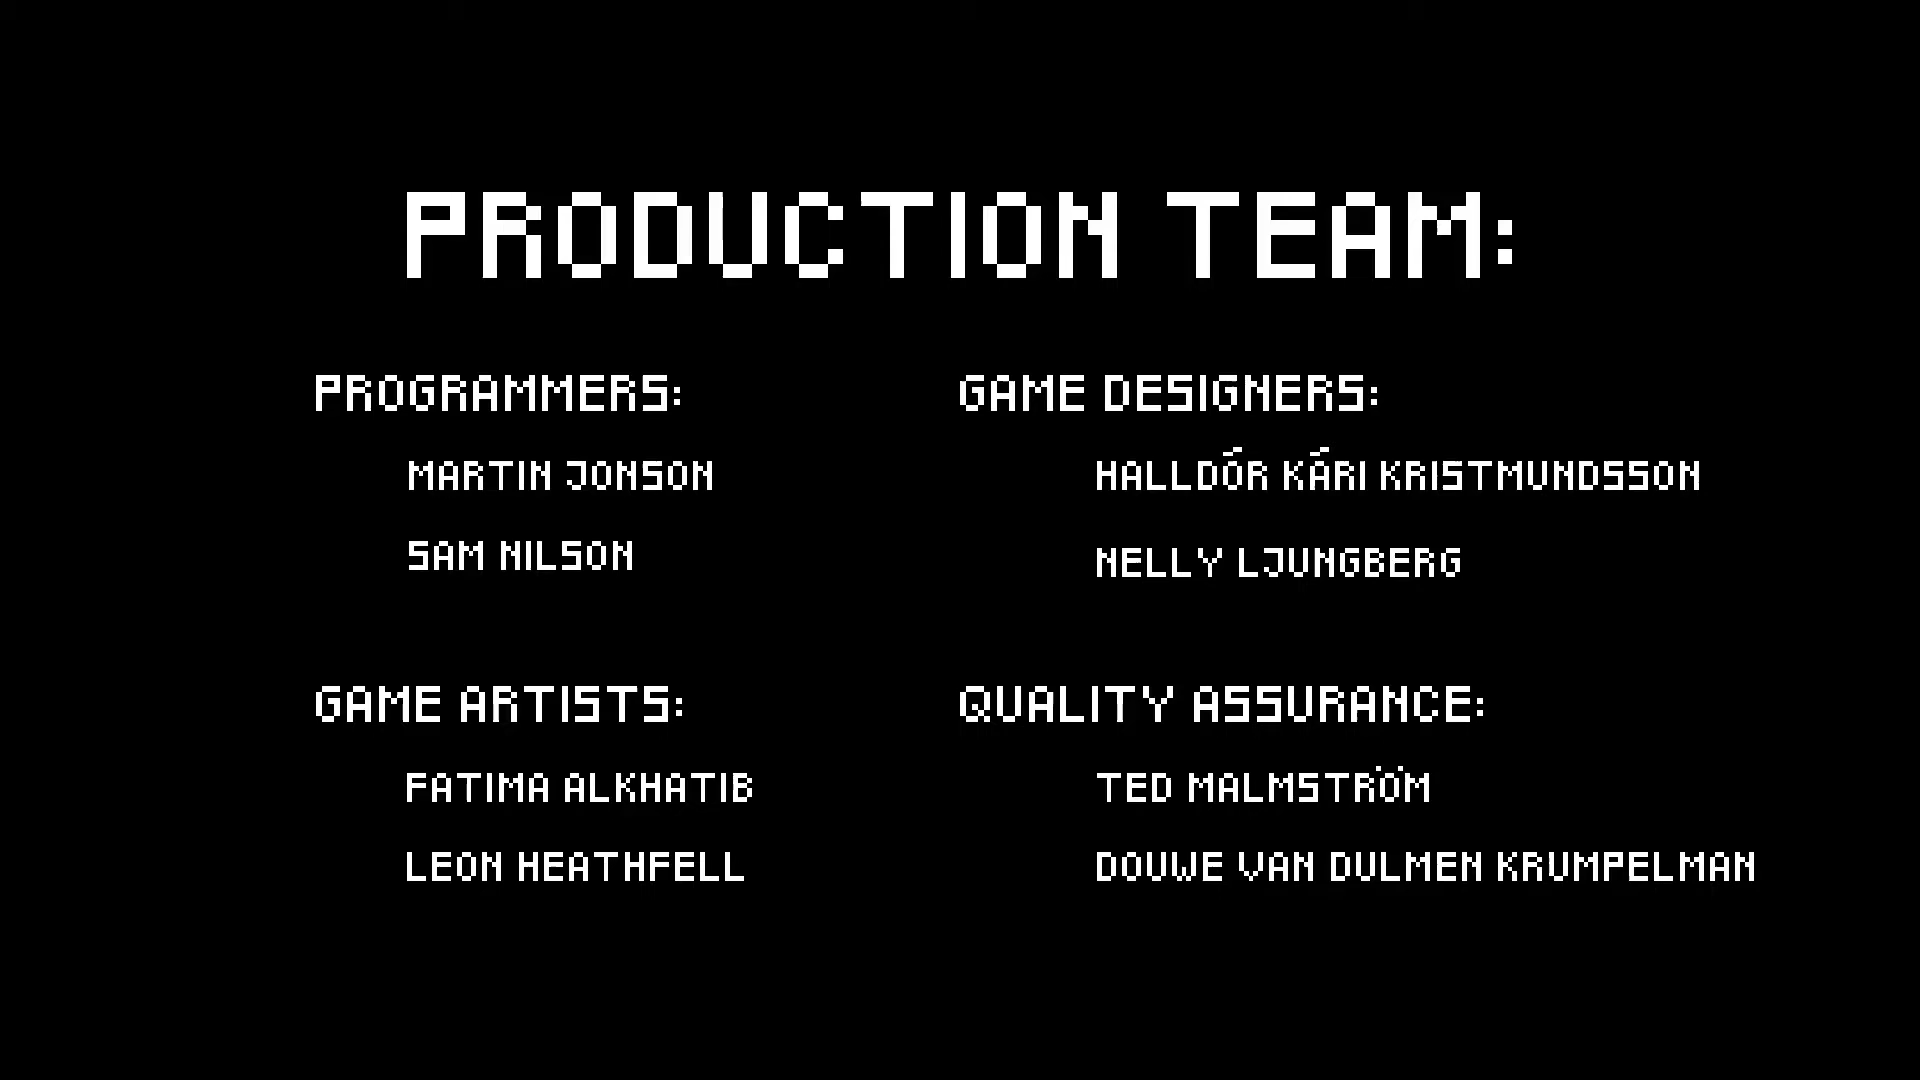 PRODUCTION TEAM:
PROGRAMMERS:
MARTIN JONSON
SAM NILSON
GAME DESIGNERS:
HALLDÓR KÁRI KRISTMUNDSSON
NELLY LJUNGBERG
GAME ARTISTS:
FATIMA ALKHATIB
LEON HEATHFELL
QUALITY ASSURANCE:
TED MALMSTRÖM
DOUWE VAN DULMEN KRUMPELMAN